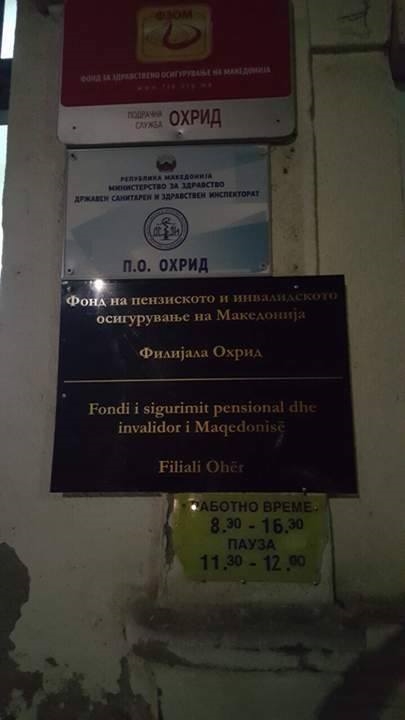 ФЗОМ
ФОНД ЗА ЗДРАВСТВЕНО ОСИГУРУВАЊЕ НА МАКЕДОНИЈА
ПОДРАЧНА
СЛУЖБА ОХРИД
РЕПУБЛИКА МАКЕДОНИЈА
МИНИСТЕРСТВО ЗА ЗДРАВСТВО
ДРЖАВЕН САНИТАРЕН И ЗДРАВСТВЕН ИНСПЕКТОРАТ
П.О. ОХРИД
Фонд на пензиското и инвалидското
осигурување на Македонија
Филијала Охрид
Fondi i sigurimit pensional dhe
invalidor i Maqedonisë
Filiali Ohër
РАБОТНО ВРЕМЕ
8.30 - 16.30
ПАУЗА
11.30 - 12.00